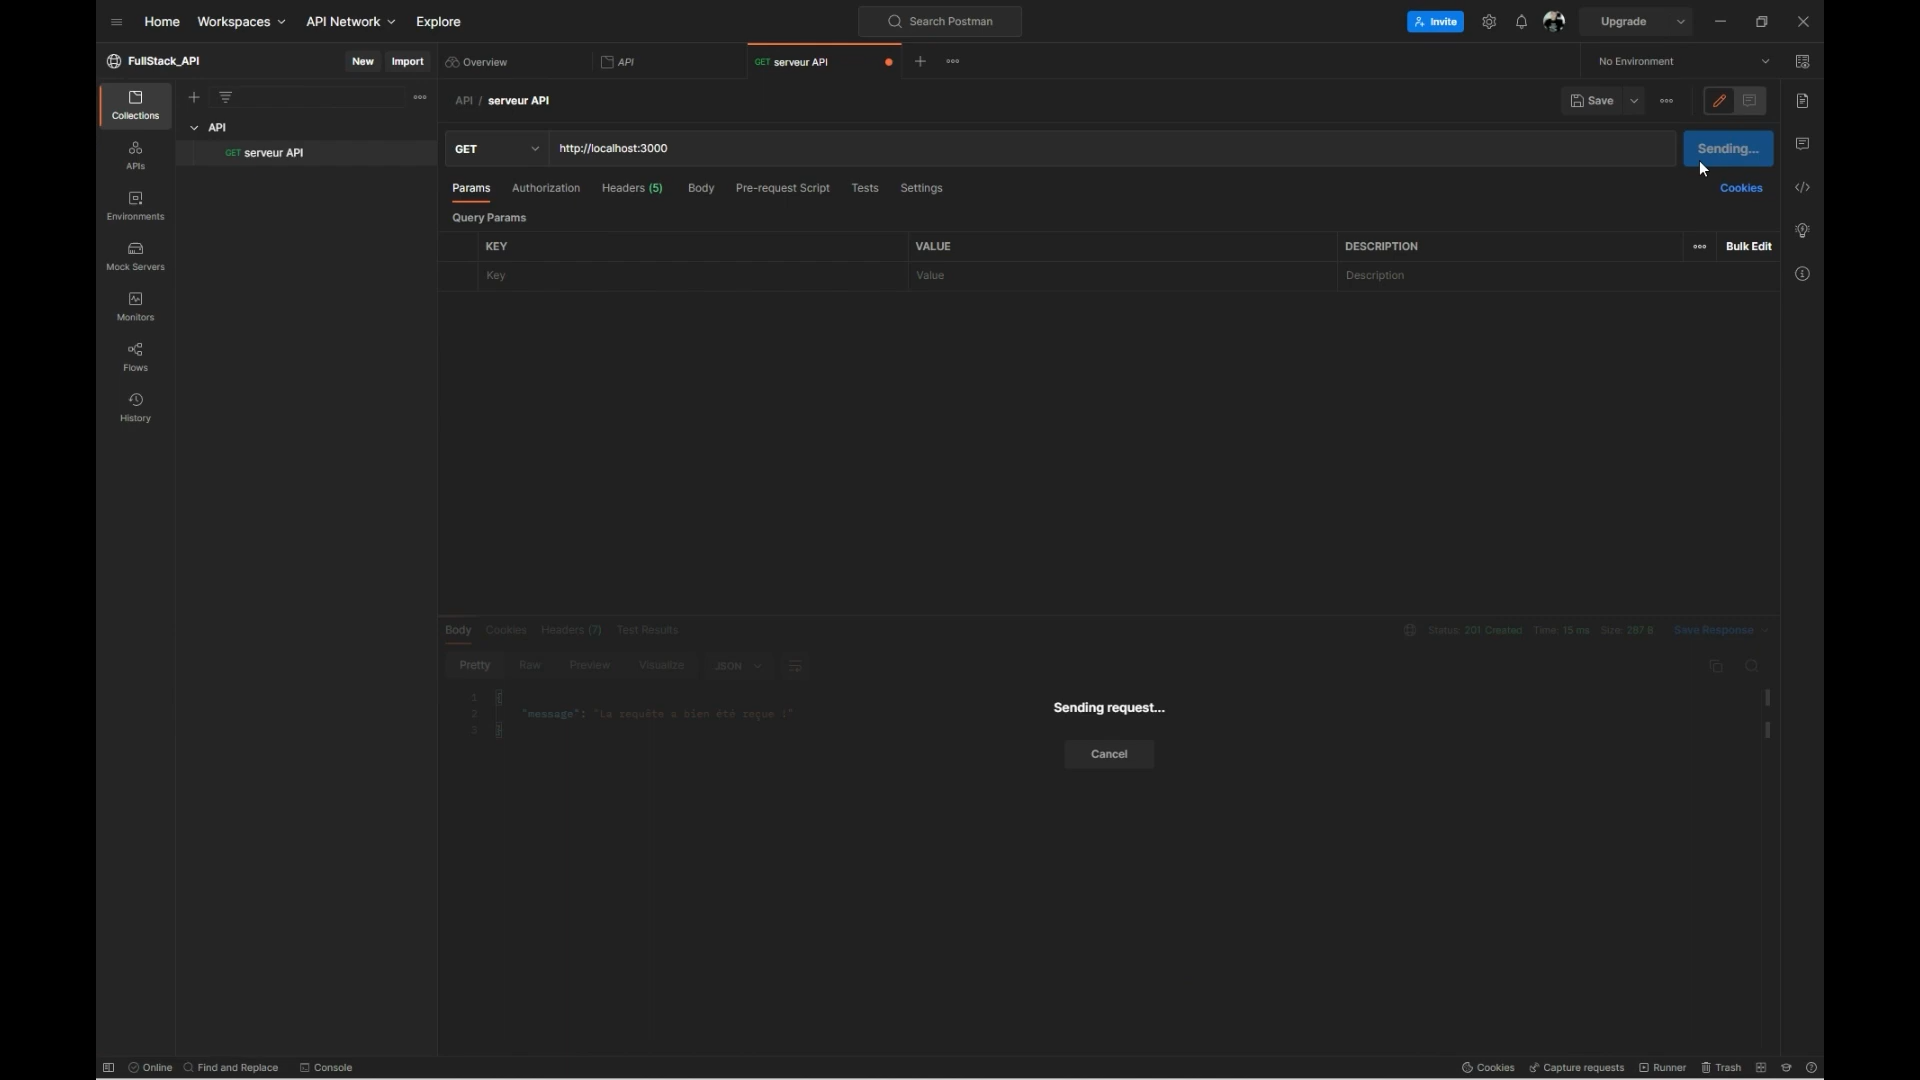 Home Workspaces API Network Explore Search Postman Invite Upgrade
FullStack_API New Import Overview API GET serveur API No Environment
Collections
API / serveur API Save
API
GET serveur API
GET http://localhost:3000 Sending...
APIs
Params Authorization Headers (5) Body Pre-request Script Tests Settings Cookies
Environments
Query Params
KEY VALUE DESCRIPTION Bulk Edit
Mock Servers
Key Value Description
Monitors
Flows
History
Body Cookies Headers (7) Test Results Status: 201 Created Time: 15 ms Size: 287 B Save Response
Pretty Raw Preview Visualize JSON
1 {
2 "message": "La requête a bien été reçue !"
3 }
Sending request...
Cancel
Online Find and Replace Console Cookies Capture requests Runner Trash